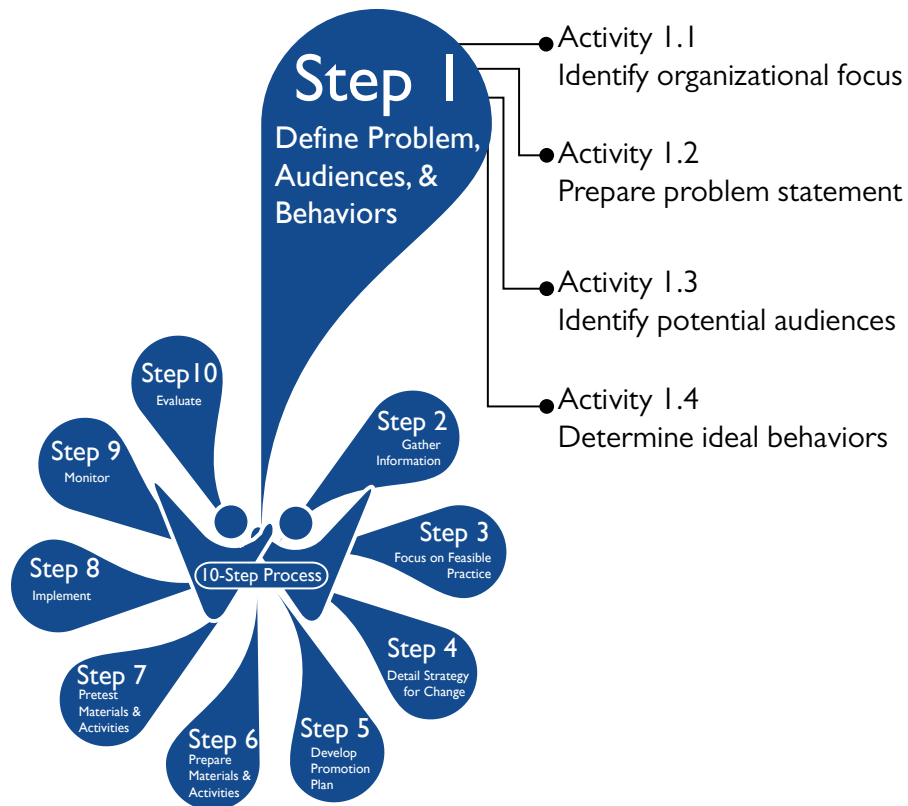 Step 1
Define Problem,
Audiences, &
Behaviors
Activity 1.1
Identify organizational focus
Activity 1.2
Prepare problem statement
Activity 1.3
Identify potential audiences
Activity 1.4
Determine ideal behaviors
Step 2
Gather
Information
Step 3
Focus on Feasible
Practice
Step 4
Detail Strategy
for Change
Step 5
Develop
Promotion
Plan
Step 6
Prepare
Materials &
Activities
Step 7
Pretest
Materials &
Activities
Step 8
Implement
Step 9
Monitor
Step10
Evaluate
10-Step Process